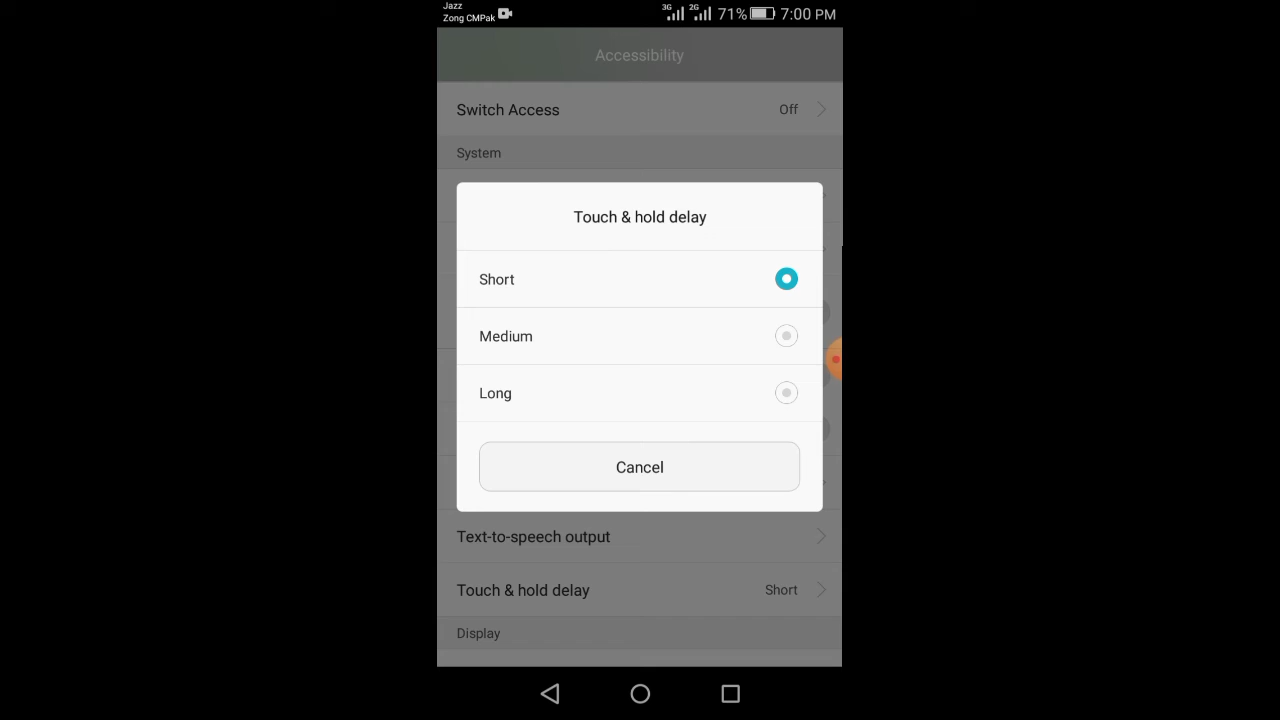 Jazz
Zong CMPak
3G 2G 71% 7:00 PM
Accessibility
Switch Access Off
System
Touch & hold delay
Short
Medium
Long
Cancel
Text-to-speech output
Touch & hold delay Short
Display